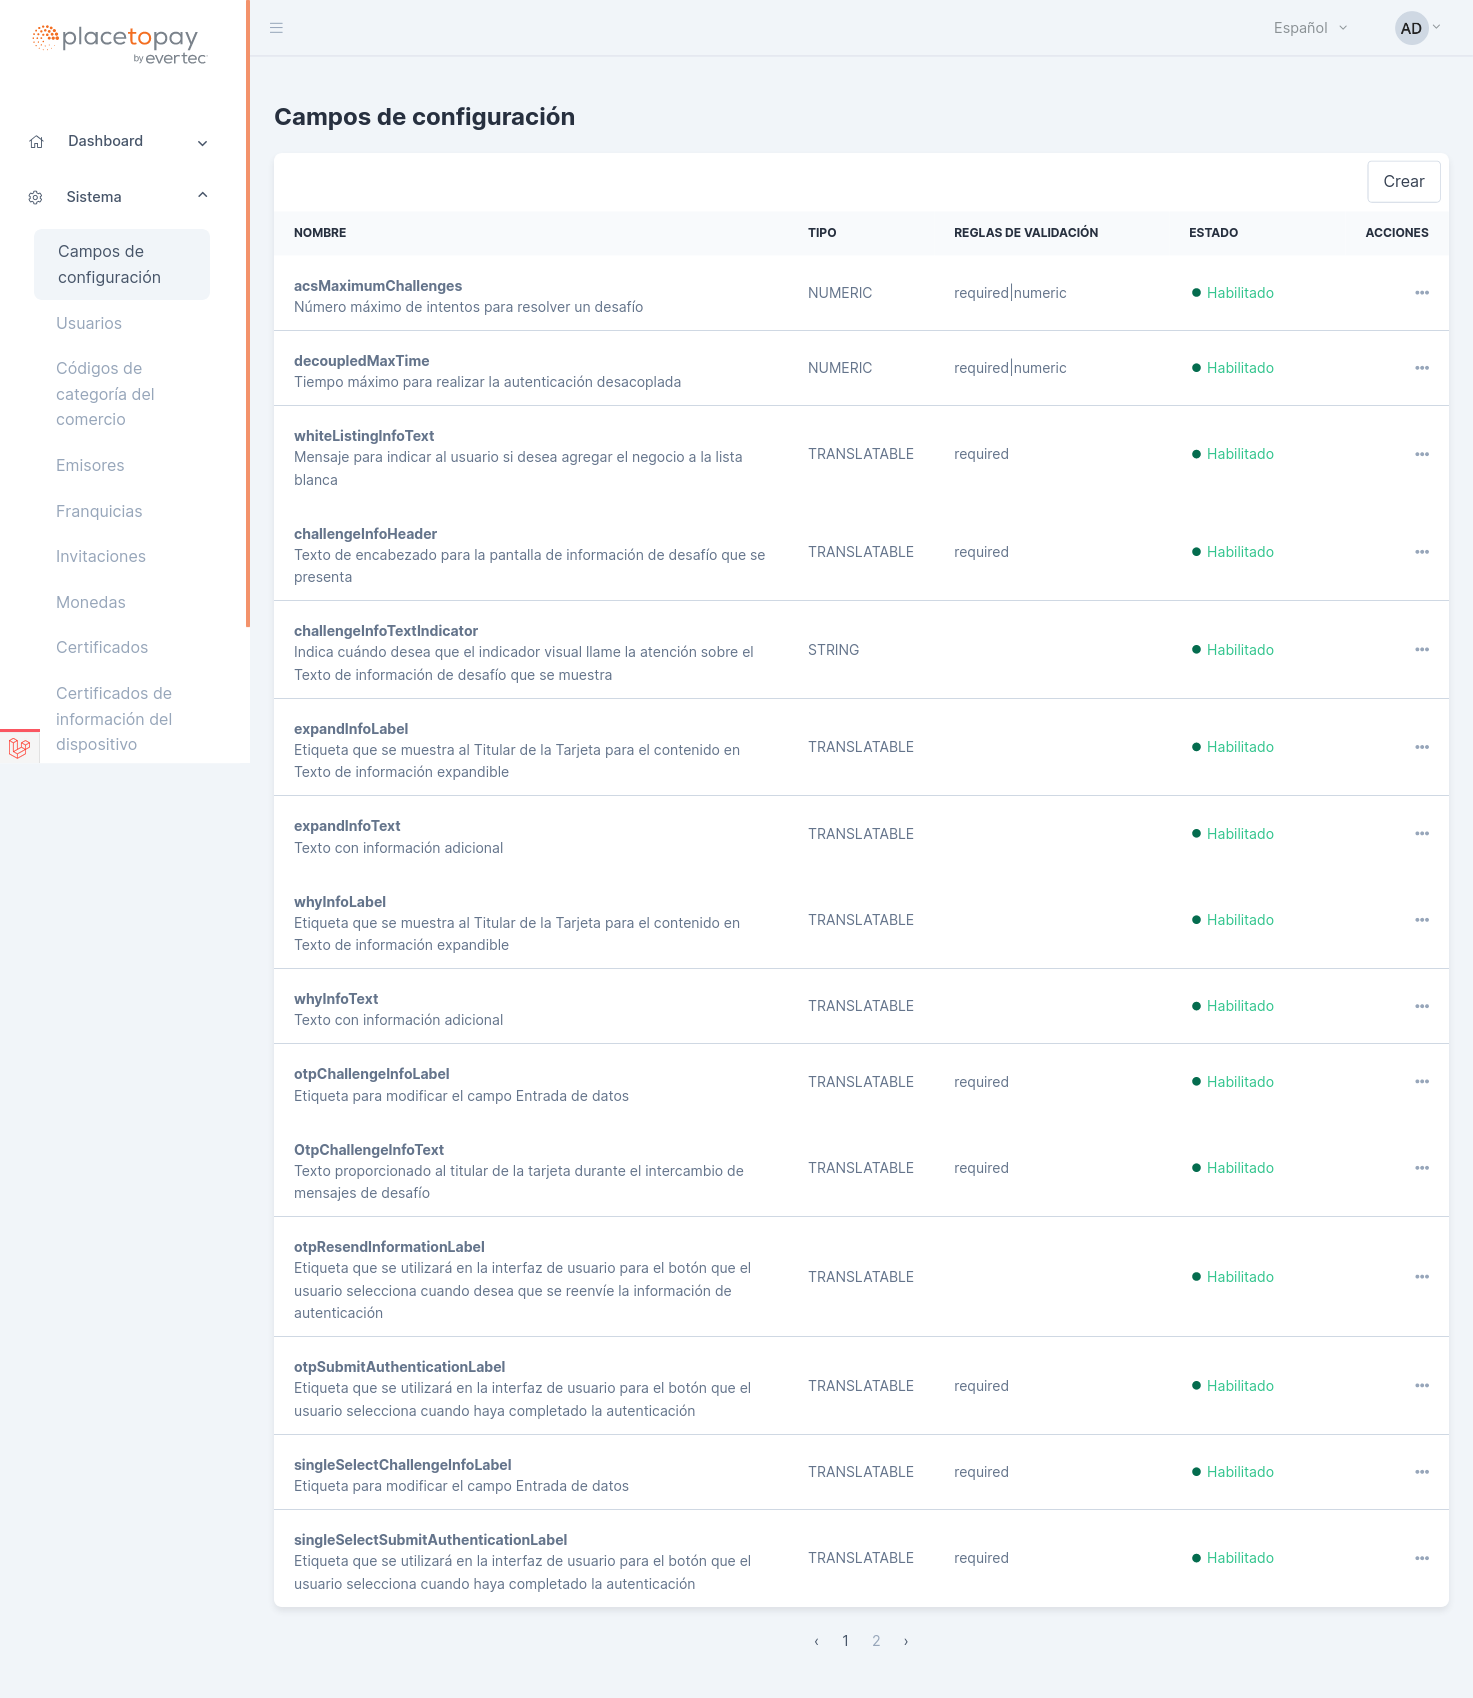 placetopay
by evertec
Español
AD
Dashboard
Sistema
Campos de
configuración
Usuarios
Códigos de
categoría del
comercio
Emisores
Franquicias
Invitaciones
Monedas
Certificados
Certificados de
información del
dispositivo
Campos de configuración
Crear
NOMBRE TIPO REGLAS DE VALIDACIÓN ESTADO ACCIONES
acsMaximumChallenges
Número máximo de intentos para resolver un desafío
NUMERIC required|numeric Habilitado
decoupledMaxTime
Tiempo máximo para realizar la autenticación desacoplada
NUMERIC required|numeric Habilitado
whiteListingInfoText
Mensaje para indicar al usuario si desea agregar el negocio a la lista
blanca
TRANSLATABLE required Habilitado
challengeInfoHeader
Texto de encabezado para la pantalla de información de desafío que se
presenta
TRANSLATABLE required Habilitado
challengeInfoTextIndicator
Indica cuándo desea que el indicador visual llame la atención sobre el
Texto de información de desafío que se muestra
STRING Habilitado
expandInfoLabel
Etiqueta que se muestra al Titular de la Tarjeta para el contenido en
Texto de información expandible
TRANSLATABLE Habilitado
expandInfoText
Texto con información adicional
TRANSLATABLE Habilitado
whyInfoLabel
Etiqueta que se muestra al Titular de la Tarjeta para el contenido en
Texto de información expandible
TRANSLATABLE Habilitado
whyInfoText
Texto con información adicional
TRANSLATABLE Habilitado
otpChallengeInfoLabel
Etiqueta para modificar el campo Entrada de datos
TRANSLATABLE required Habilitado
OtpChallengeInfoText
Texto proporcionado al titular de la tarjeta durante el intercambio de
mensajes de desafío
TRANSLATABLE required Habilitado
otpResendInformationLabel
Etiqueta que se utilizará en la interfaz de usuario para el botón que el
usuario selecciona cuando desea que se reenvíe la información de
autenticación
TRANSLATABLE Habilitado
otpSubmitAuthenticationLabel
Etiqueta que se utilizará en la interfaz de usuario para el botón que el
usuario selecciona cuando haya completado la autenticación
TRANSLATABLE required Habilitado
singleSelectChallengeInfoLabel
Etiqueta para modificar el campo Entrada de datos
TRANSLATABLE required Habilitado
singleSelectSubmitAuthenticationLabel
Etiqueta que se utilizará en la interfaz de usuario para el botón que el
usuario selecciona cuando haya completado la autenticación
TRANSLATABLE required Habilitado
‹ 1 2 ›